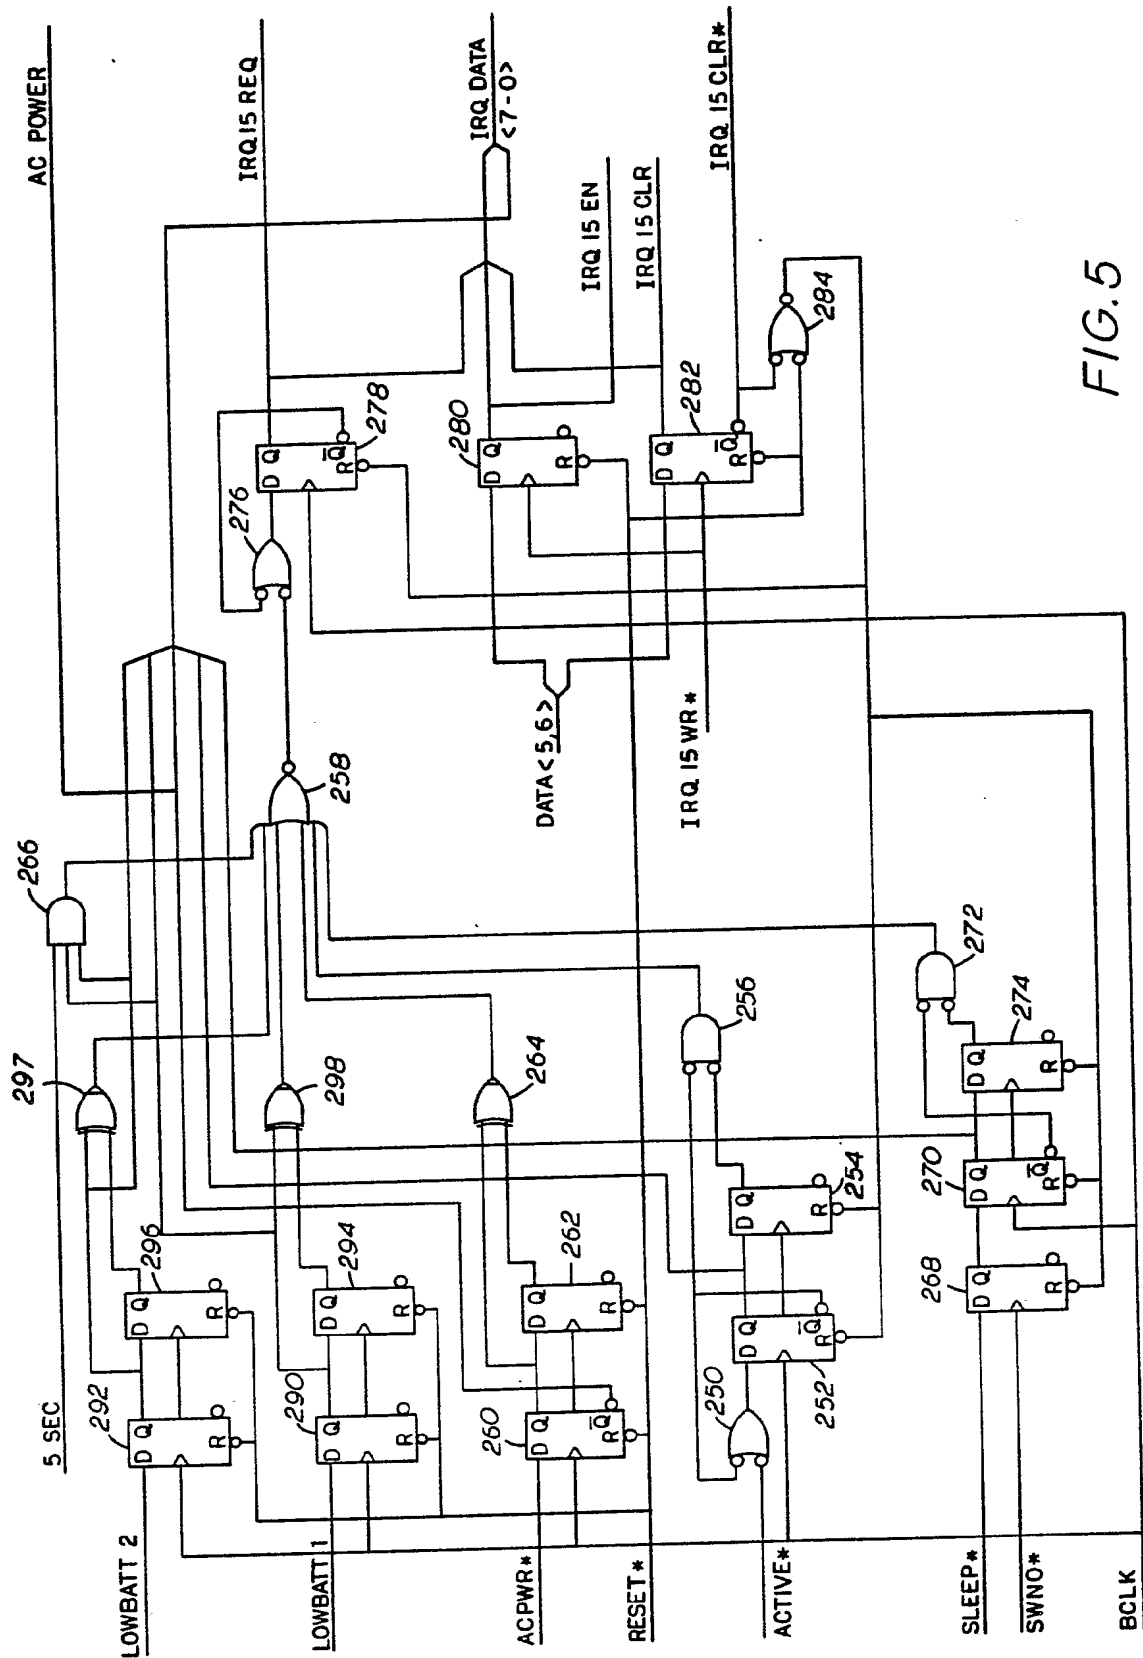 AC POWER
IRQ15 REQ
IRQ DATA
<7-0>
IRQ 15 EN
IRQ 15 CLR
IRQ 15 CLR*
266
297
258
276
278
280
282
284
298
264
256
272
274
5 SEC
292
296
290
294
260
262
250
252
254
268
270
DATA<5,6>
IRQ 15 WR*
LOWBATT 2
LOWBATT 1
ACPWR*
RESET*
ACTIVE*
SLEEP*
SWNO*
BCLK
D Q
R
D Q
R
D Q
R
D Q
R
D Q
R Q̅
D Q
R
D Q
R Q̅
D Q
R
D Q
R
D Q
R Q̅
D Q
R
D Q
R Q̅
D Q
R
D Q
R Q̅
FIG. 5